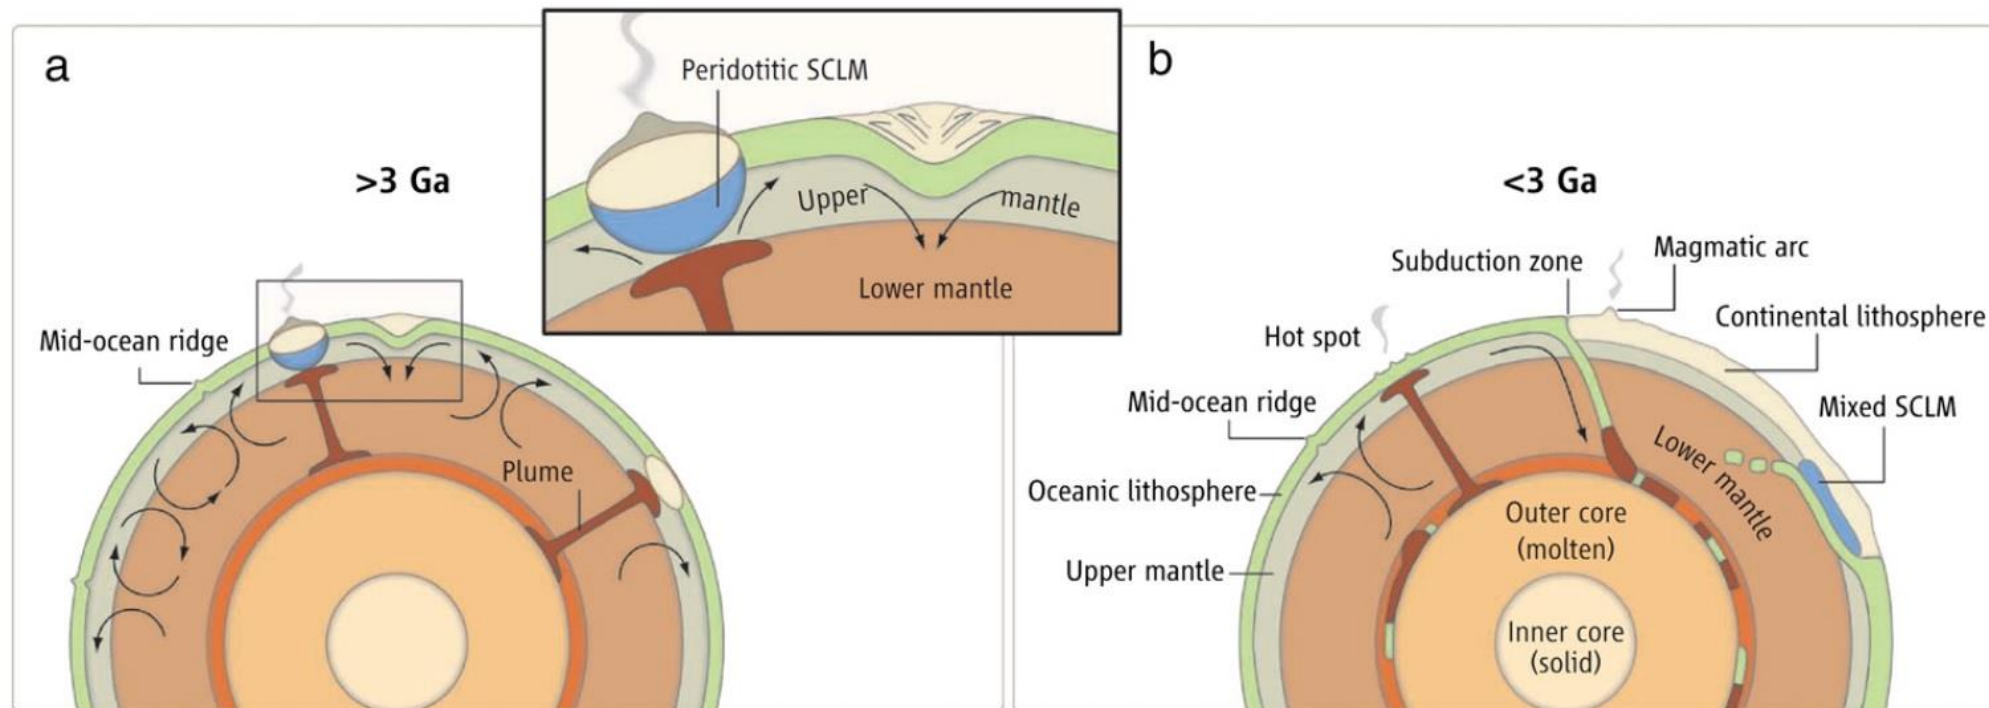 a
Peridotitic SCLM
>3 Ga
Upper mantle
Lower mantle
Mid-ocean ridge
Plume
b
<3 Ga
Subduction zone
Magmatic arc
Hot spot
Continental lithosphere
Mid-ocean ridge
Mixed SCLM
Lower mantle
Oceanic lithosphere
Outer core
(molten)
Upper mantle
Inner core
(solid)